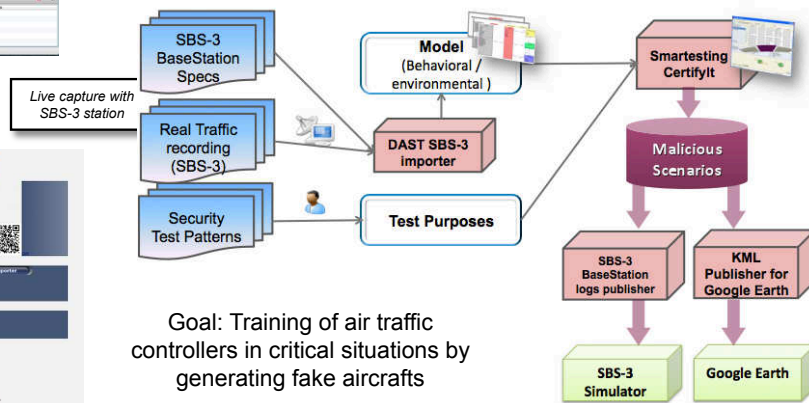 SBS-3
BaseStation
Specs
Live capture with
SBS-3 station
Real Traffic
recording
(SBS-3)
Security
Test Patterns
Model
(Behavioral /
environmental )
DAST SBS-3
importer
Test Purposes
Smartesting
CertifyIt
Malicious
Scenarios
SBS-3
BaseStation
logs publisher
KML
Publisher for
Google Earth
SBS-3
Simulator
Google Earth
Goal: Training of air traffic
controllers in critical situations by
generating fake aircrafts